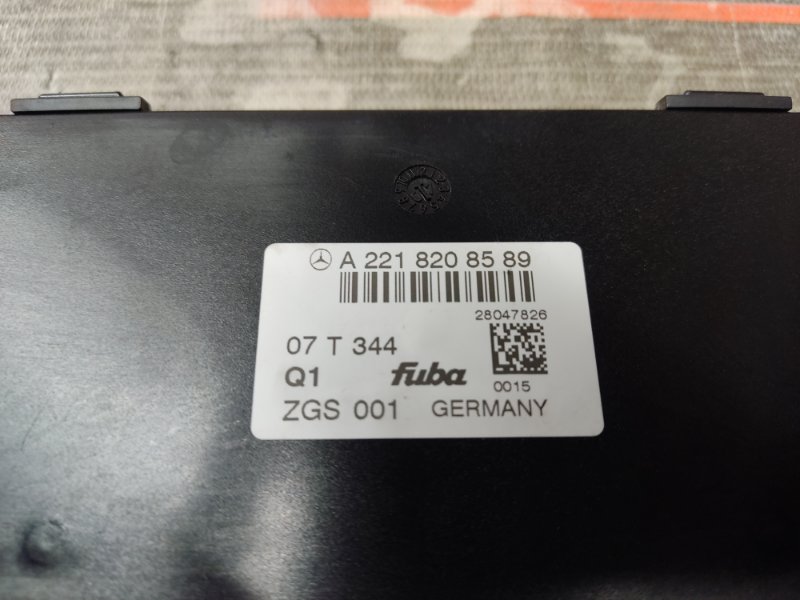 A 221 820 85 89
28047826
07 T 344
Q1
fuba
0015
ZGS 001
GERMANY